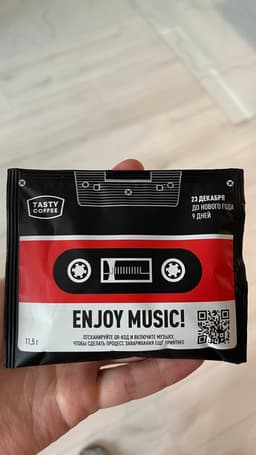 TASTY
COFFEE
23 ДЕКАБРЯ
ДО НОВОГО ГОДА
9 ДНЕЙ
ENJOY MUSIC!
ОТСКАНИРУЙТЕ QR-КОД И ВКЛЮЧИТЕ МУЗЫКУ,
ЧТОБЫ СДЕЛАТЬ ПРОЦЕСС ЗАВАРИВАНИЯ ЕЩЁ ПРИЯТНЕЕ
11,5 г